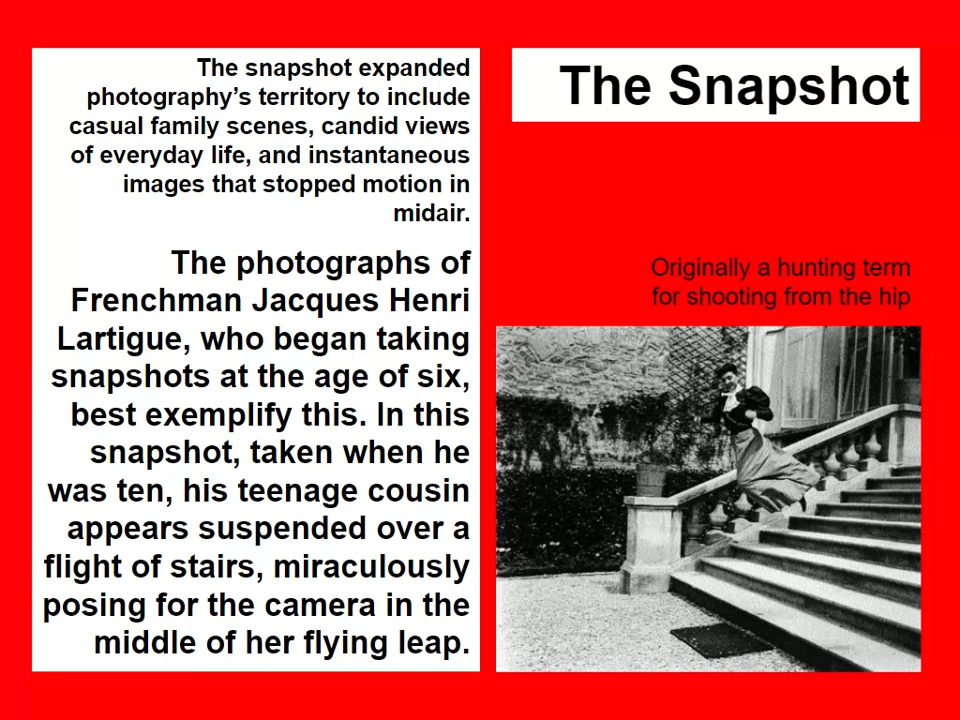 The Snapshot
The snapshot expanded
photography’s territory to include
casual family scenes, candid views
of everyday life, and instantaneous
images that stopped motion in
midair.
The photographs of
Frenchman Jacques Henri
Lartigue, who began taking
snapshots at the age of six,
best exemplify this. In this
snapshot, taken when he
was ten, his teenage cousin
appears suspended over a
flight of stairs, miraculously
posing for the camera in the
middle of her flying leap.
Originally a hunting term
for shooting from the hip